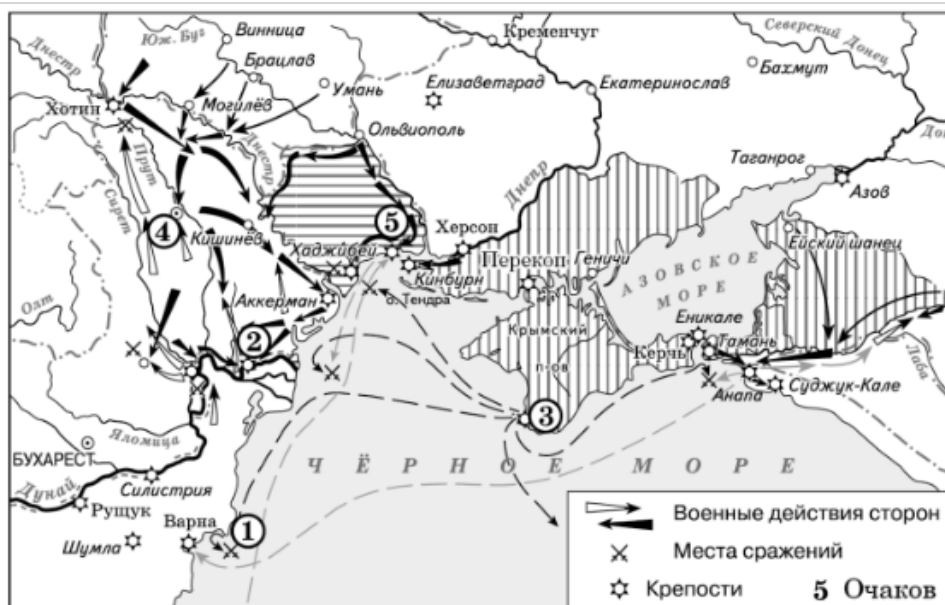 Винница
Кременчуг
Северский Донец
Днестр
Юж. Буг
Брацлав
Бахмут
Умань
Елизаветград
Екатеринослав
Хотин
Могилёв
Ольвиополь
Днестр
Днепр
Таганрог
Прут
Сирет
Азов
5
4
Херсон
Кишинёв
Хаджибей
Перекоп
Геничи
Ейский шанец
Кинбурн
АЗОВСКОЕ
МОРЕ
Олт
Аккерман
о. Тендра
Крымский
п-ов
Еникале
2
Керчь
Тамань
Лаба
Анапа
Суджук-Кале
3
Яломица
БУХАРЕСТ
ЧЁРНОЕ МОРЕ
Дунай
Силистрия
Рущук
Варна
1
Шумла
Военные действия сторон
Места сражений
Крепости
5 Очаков